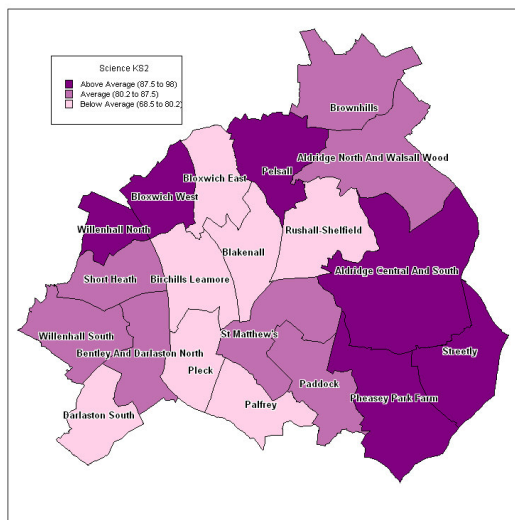 Science KS2
Above Average (87.5 to 98)
Average (80.2 to 87.5)
Below Average (68.5 to 80.2)
Brownhills
Aldridge North And Walsall Wood
Pelsall
Bloxwich East
Bloxwich West
Willenhall North
Rushall-Shelfield
Blakenall
Aldridge Central And South
Short Heath
Birchills Leamore
Willenhall South
St Matthew's
Bentley And Darlaston North
Streetly
Pleck
Paddock
Pheasey Park Farm
Palfrey
Darlaston South